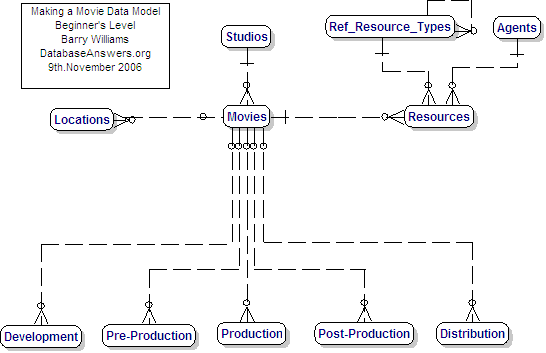 Making a Movie Data Model
Beginner's Level
Barry Williams
DatabaseAnswers.org
9th.November 2006
Studios
Ref_Resource_Types
Agents
Locations
Movies
Resources
Development
Pre-Production
Production
Post-Production
Distribution